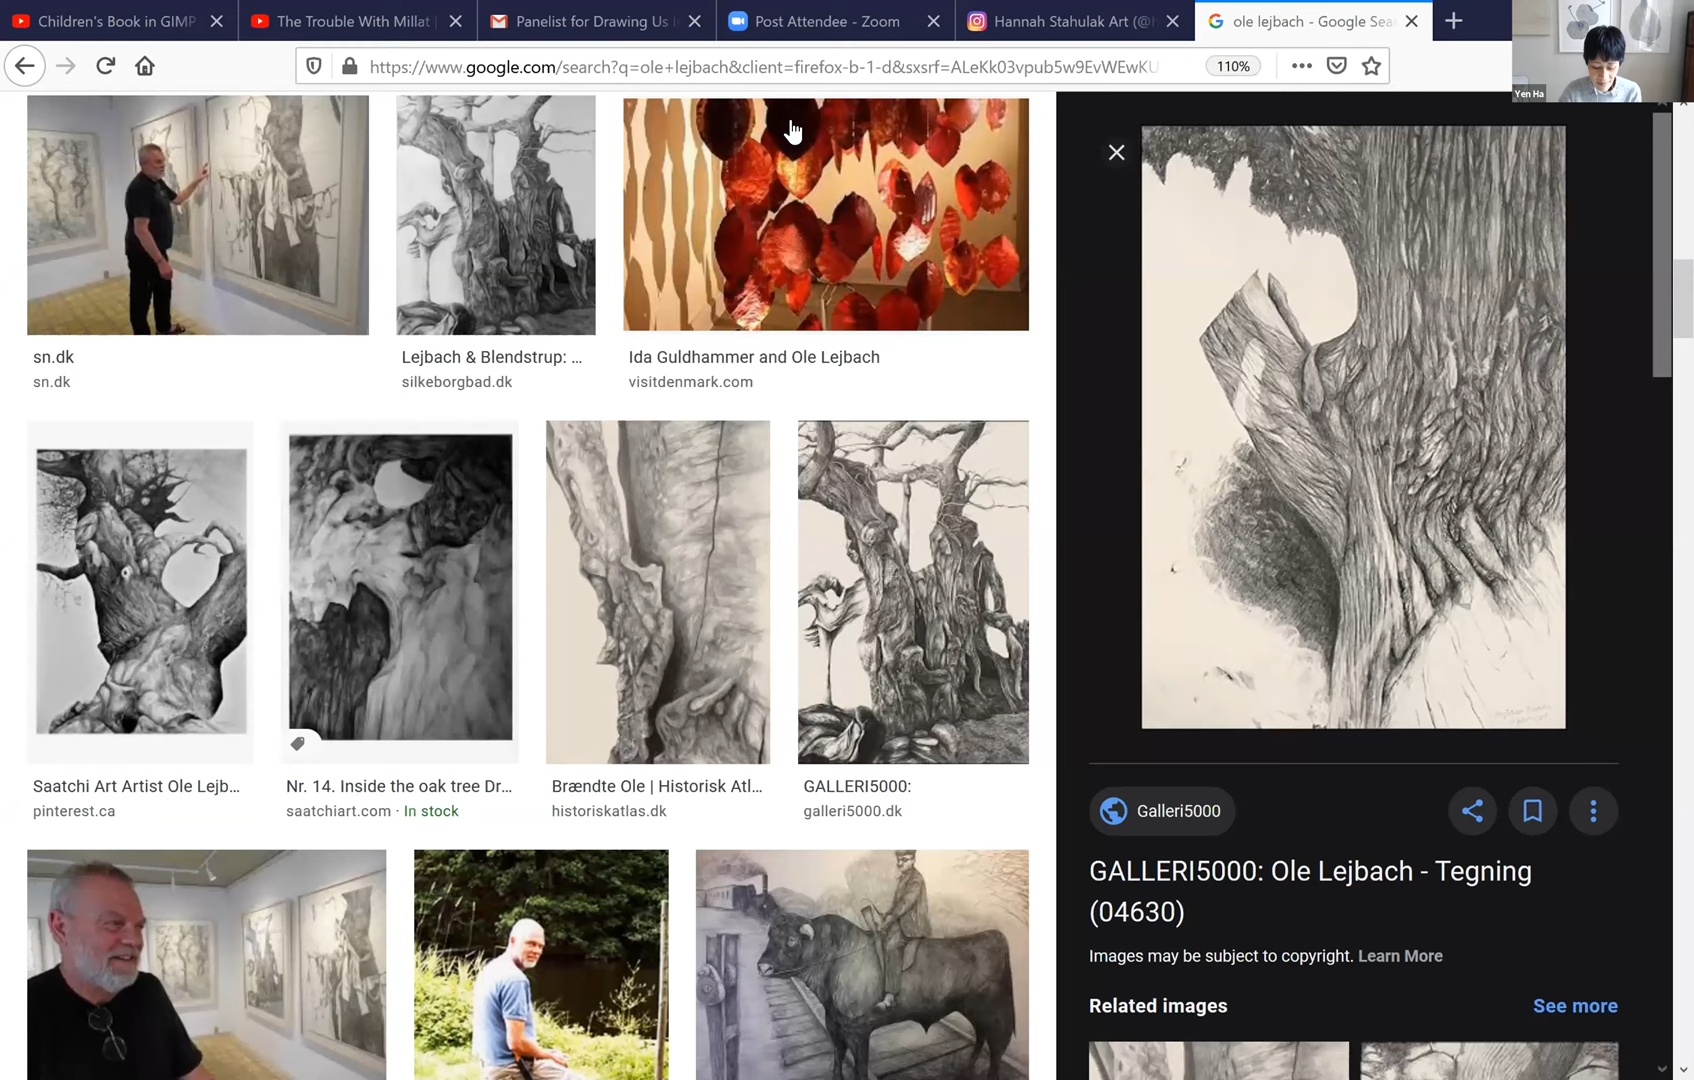 Children's Book in GIMP
The Trouble With Millat
Panelist for Drawing Us I
Post Attendee - Zoom
Hannah Stahulak Art (@
ole lejbach - Google Sea
https://www.google.com/search?q=ole+lejbach&client=firefox-b-1-d&sxsrf=ALeKk03vpub5w9EvWEwKU
110%
Yen Ha
sn.dk
sn.dk
Lejbach & Blendstrup: ...
silkeborgbad.dk
Ida Guldhammer and Ole Lejbach
visitdenmark.com
Saatchi Art Artist Ole Lejb...
pinterest.ca
Nr. 14. Inside the oak tree Dr...
saatchiart.com · In stock
Brændte Ole | Historisk Atl...
historiskatlas.dk
GALLERI5000:
galleri5000.dk
Galleri5000
GALLERI5000: Ole Lejbach - Tegning
(04630)
Images may be subject to copyright. Learn More
Related images
See more